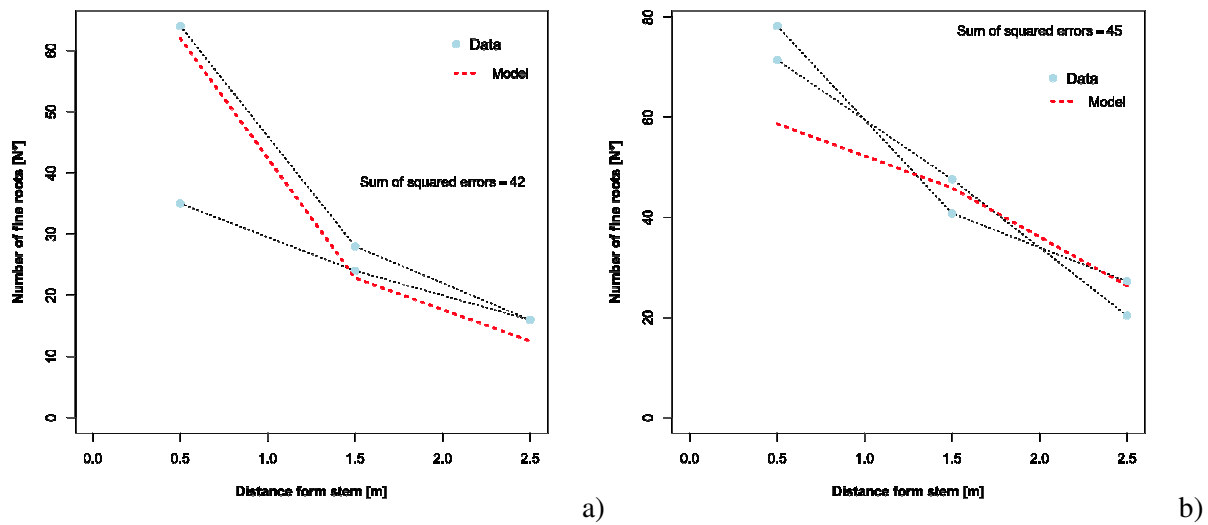 Number of fine roots [N°]
60
50
40
30
20
10
0
Data
Model
Sum of squared errors = 42
0.0 0.5 1.0 1.5 2.0 2.5
Distance form stem [m]
a)
Number of fine roots [N°]
80
60
40
20
0
Sum of squared errors = 45
Data
Model
0.0 0.5 1.0 1.5 2.0 2.5
Distance form stem [m]
b)